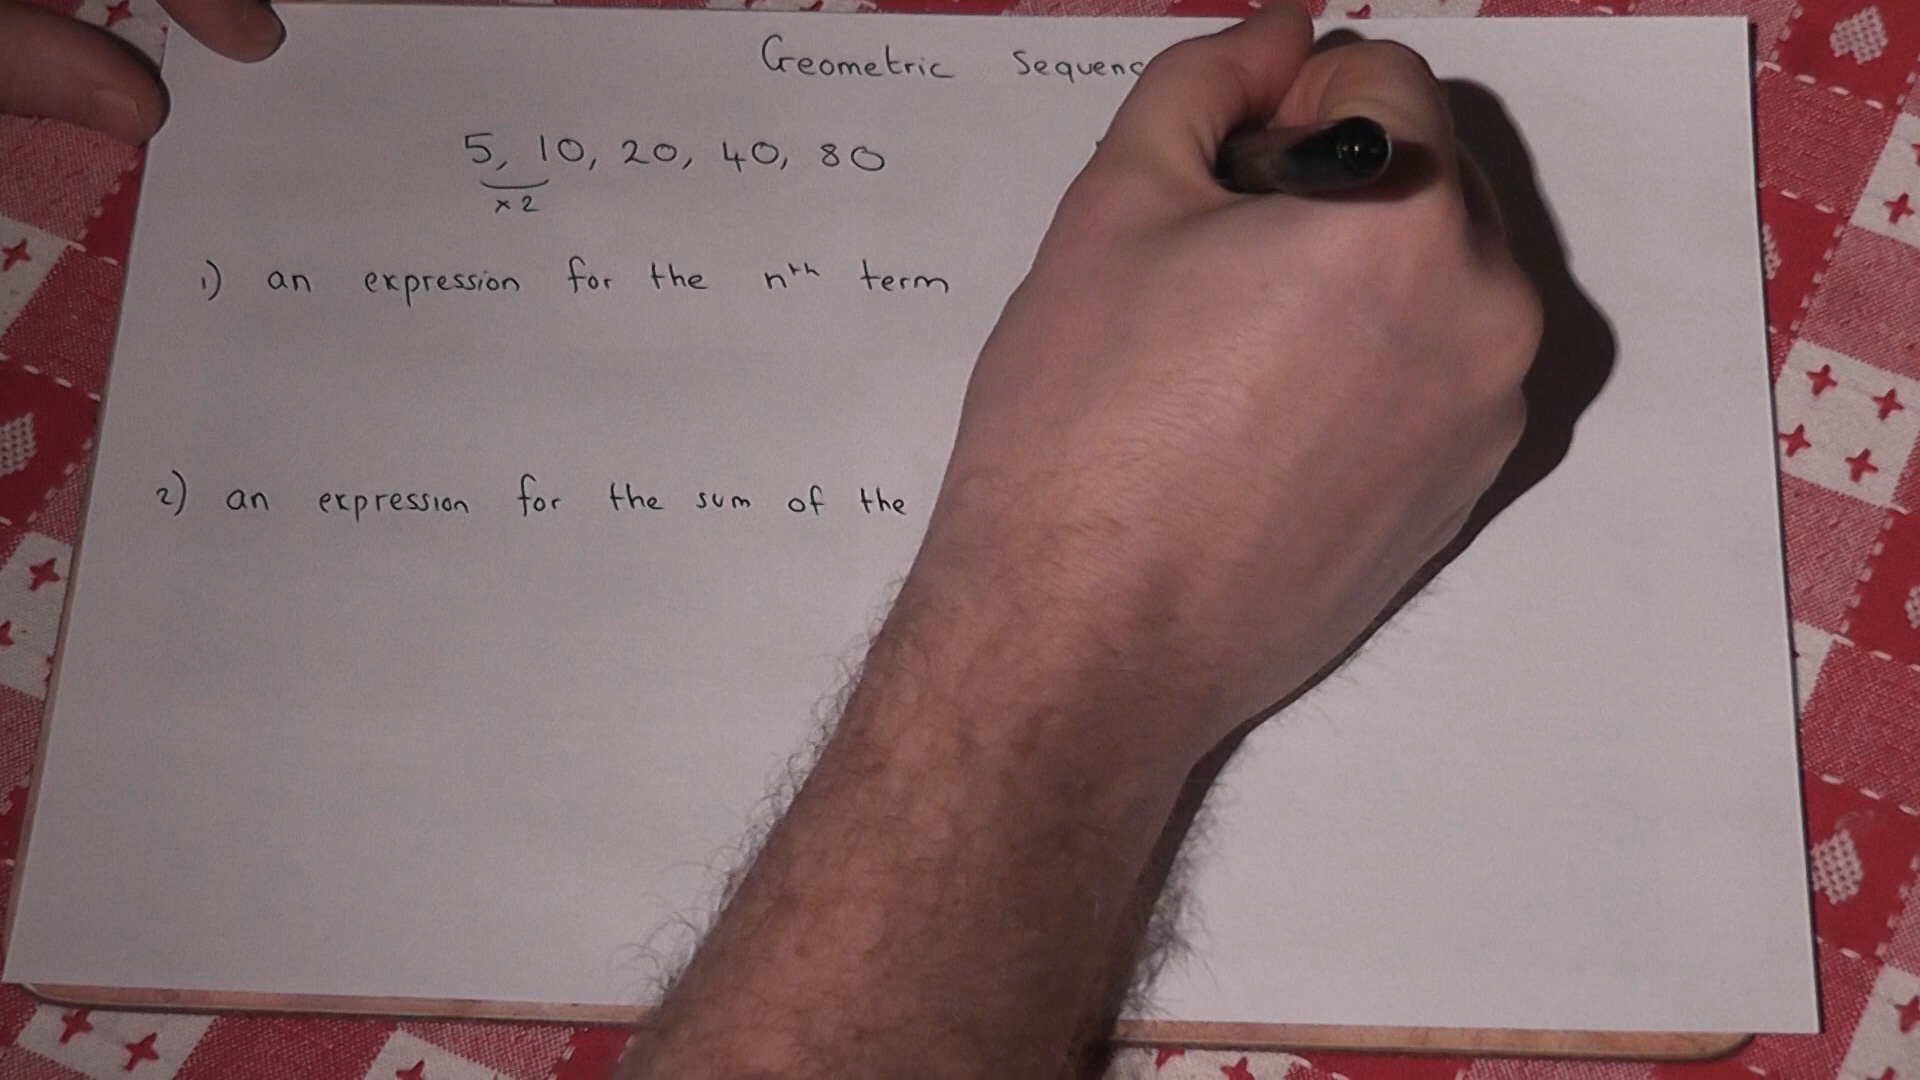 Geometric Sequenc
5, 10, 20, 40, 80
x 2
1) an expression for the nth term
2) an expression for the sum of the